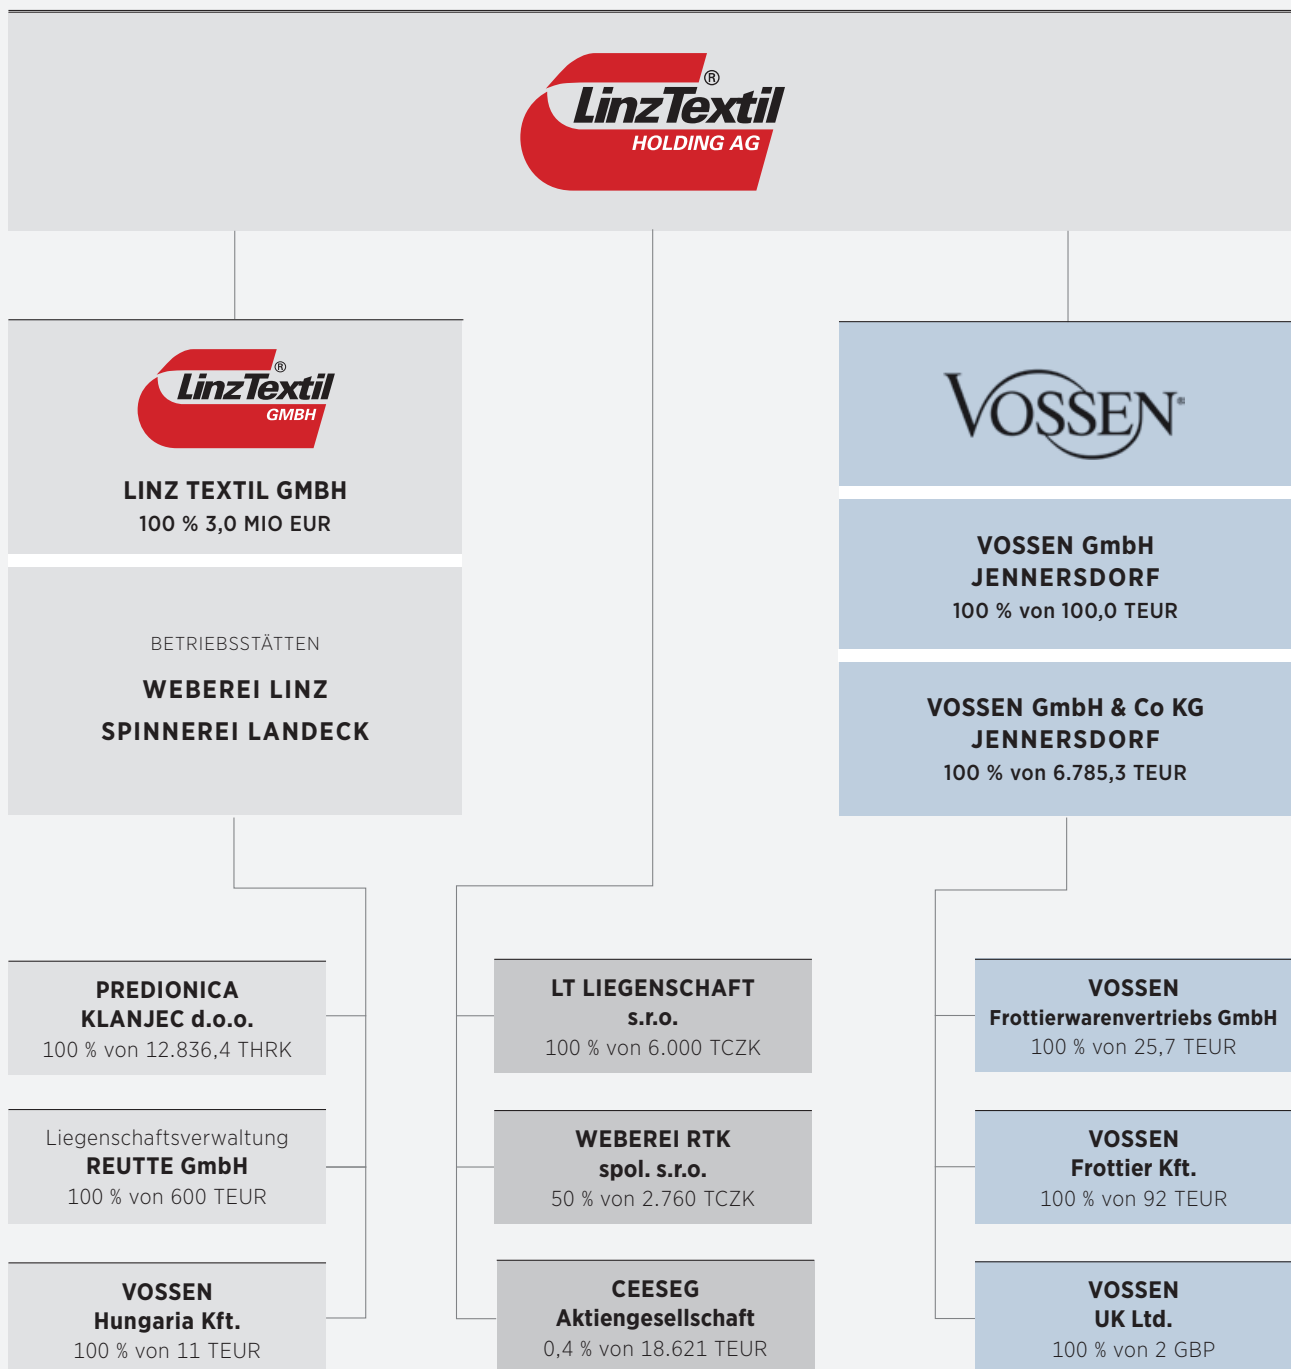 LinzTextil®
HOLDING AG
LinzTextil®
GMBH
LINZ TEXTIL GMBH
100 % 3,0 MIO EUR
BETRIEBSSTÄTTEN
WEBEREI LINZ
SPINNEREI LANDECK
VOSSEN®
VOSSEN GmbH
JENNERSDORF
100 % von 100,0 TEUR
VOSSEN GmbH & Co KG
JENNERSDORF
100 % von 6.785,3 TEUR
PREDIONICA
KLANJEC d.o.o.
100 % von 12.836,4 THRK
Liegenschaftsverwaltung
REUTTE GmbH
100 % von 600 TEUR
VOSSEN
Hungaria Kft.
100 % von 11 TEUR
LT LIEGENSCHAFT
s.r.o.
100 % von 6.000 TCZK
WEBEREI RTK
spol. s.r.o.
50 % von 2.760 TCZK
CEESEG
Aktiengesellschaft
0,4 % von 18.621 TEUR
VOSSEN
Frottierwarenvertriebs GmbH
100 % von 25,7 TEUR
VOSSEN
Frottier Kft.
100 % von 92 TEUR
VOSSEN
UK Ltd.
100 % von 2 GBP